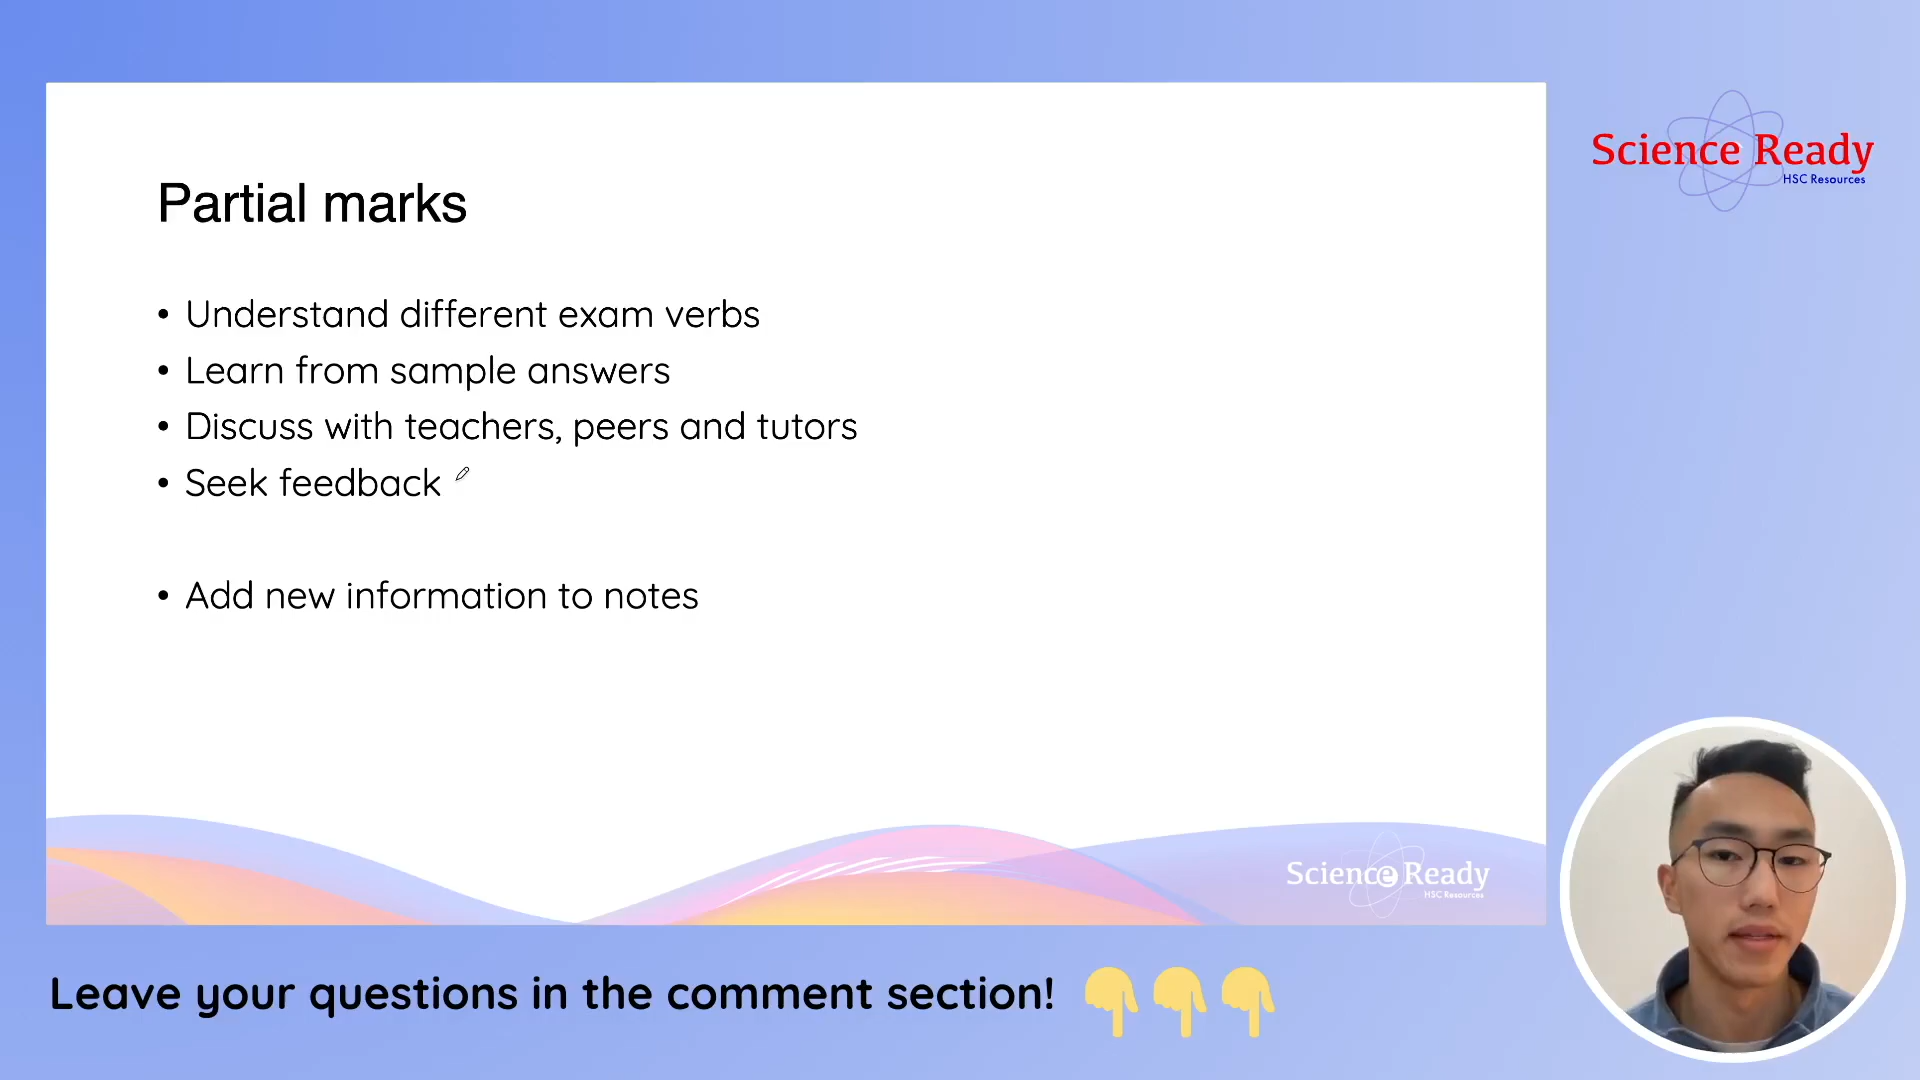 Science Ready
HSC Resources
Partial marks
• Understand different exam verbs
• Learn from sample answers
• Discuss with teachers, peers and tutors
• Seek feedback
• Add new information to notes
Science Ready
HSC Resources
Leave your questions in the comment section!